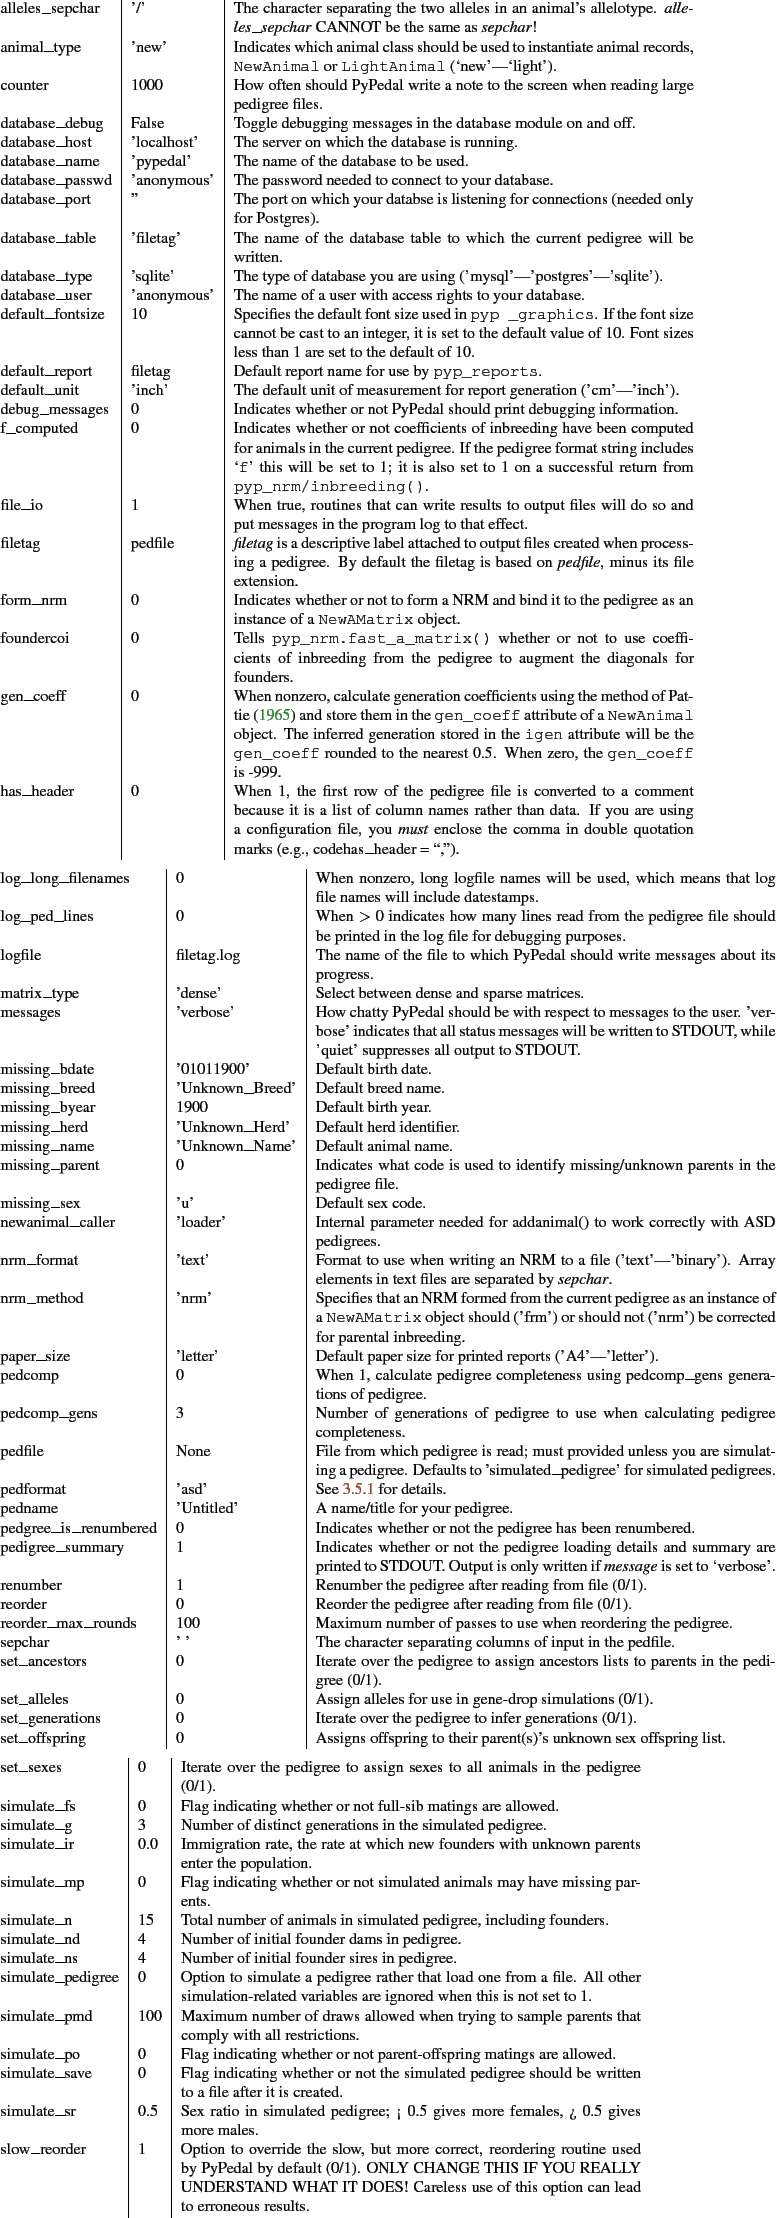 alleles_sepchar '/' The character separating the two alleles in an animal's allelotype. alle-
les_sepchar CANNOT be the same as sepchar!
animal_type 'new' Indicates which animal class should be used to instantiate animal records,
NewAnimal or LightAnimal ('new'—'light').
counter 1000 How often should PyPedal write a note to the screen when reading large
pedigree files.
database_debug False Toggle debugging messages in the database module on and off.
database_host 'localhost' The server on which the database is running.
database_name 'pypedal' The name of the database to be used.
database_passwd 'anonymous' The password needed to connect to your database.
database_port '' The port on which your databse is listening for connections (needed only
for Postgres).
database_table 'filetag' The name of the database table to which the current pedigree will be
written.
database_type 'sqlite' The type of database you are using ('mysql'—'postgres'—'sqlite').
database_user 'anonymous' The name of a user with access rights to your database.
default_fontsize 10 Specifies the default font size used in pyp _graphics. If the font size
cannot be cast to an integer, it is set to the default value of 10. Font sizes
less than 1 are set to the default of 10.
default_report filetag Default report name for use by pyp_reports.
default_unit 'inch' The default unit of measurement for report generation ('cm'—'inch').
debug_messages 0 Indicates whether or not PyPedal should print debugging information.
f_computed 0 Indicates whether or not coefficients of inbreeding have been computed
for animals in the current pedigree. If the pedigree format string includes
‘f’ this will be set to 1; it is also set to 1 on a successful return from
pyp_nrm/inbreeding().
file_io 1 When true, routines that can write results to output files will do so and
put messages in the program log to that effect.
filetag pedfile filetag is a descriptive label attached to output files created when process-
ing a pedigree. By default the filetag is based on pedfile, minus its file
extension.
form_nrm 0 Indicates whether or not to form a NRM and bind it to the pedigree as an
instance of a NewAMatrix object.
foundercoi 0 Tells pyp_nrm.fast_a_matrix() whether or not to use coeffi-
cients of inbreeding from the pedigree to augment the diagonals for
founders.
gen_coeff 0 When nonzero, calculate generation coefficients using the method of Pat-
tie (1965) and store them in the gen_coeff attribute of a NewAnimal
object. The inferred generation stored in the igen attribute will be the
gen_coeff rounded to the nearest 0.5. When zero, the gen_coeff
is -999.
has_header 0 When 1, the first row of the pedigree file is converted to a comment
because it is a list of column names rather than data. If you are using
a configuration file, you must enclose the comma in double quotation
marks (e.g., codehas_header = “,”).
log_long_filenames 0 When nonzero, long logfile names will be used, which means that log
file names will include datestamps.
log_ped_lines 0 When > 0 indicates how many lines read from the pedigree file should
be printed in the log file for debugging purposes.
logfile filetag.log The name of the file to which PyPedal should write messages about its
progress.
matrix_type 'dense' Select between dense and sparse matrices.
messages 'verbose' How chatty PyPedal should be with respect to messages to the user. 'ver-
bose' indicates that all status messages will be written to STDOUT, while
'quiet' suppresses all output to STDOUT.
missing_bdate '01011900' Default birth date.
missing_breed 'Unknown_Breed' Default breed name.
missing_byear 1900 Default birth year.
missing_herd 'Unknown_Herd' Default herd identifier.
missing_name 'Unknown_Name' Default animal name.
missing_parent 0 Indicates what code is used to identify missing/unknown parents in the
pedigree file.
missing_sex 'u' Default sex code.
newanimal_caller 'loader' Internal parameter needed for addanimal() to work correctly with ASD
pedigrees.
nrm_format 'text' Format to use when writing an NRM to a file ('text'—'binary'). Array
elements in text files are separated by sepchar.
nrm_method 'nrm' Specifies that an NRM formed from the current pedigree as an instance of
a NewAMatrix object should ('frm') or should not ('nrm') be corrected
for parental inbreeding.
paper_size 'letter' Default paper size for printed reports ('A4'—'letter').
pedcomp 0 When 1, calculate pedigree completeness using pedcomp_gens genera-
tions of pedigree.
pedcomp_gens 3 Number of generations of pedigree to use when calculating pedigree
completeness.
pedfile None File from which pedigree is read; must provided unless you are simulat-
ing a pedigree. Defaults to 'simulated_pedigree' for simulated pedigrees.
pedformat 'asd' See 3.5.1 for details.
pedname 'Untitled' A name/title for your pedigree.
pedgree_is_renumbered 0 Indicates whether or not the pedigree has been renumbered.
pedigree_summary 1 Indicates whether or not the pedigree loading details and summary are
printed to STDOUT. Output is only written if message is set to ‘verbose’.
renumber 1 Renumber the pedigree after reading from file (0/1).
reorder 0 Reorder the pedigree after reading from file (0/1).
reorder_max_rounds 100 Maximum number of passes to use when reordering the pedigree.
sepchar ' ' The character separating columns of input in the pedfile.
set_ancestors 0 Iterate over the pedigree to assign ancestors lists to parents in the pedi-
gree (0/1).
set_alleles 0 Assign alleles for use in gene-drop simulations (0/1).
set_generations 0 Iterate over the pedigree to infer generations (0/1).
set_offspring 0 Assigns offspring to their parent(s)'s unknown sex offspring list.
set_sexes 0 Iterate over the pedigree to assign sexes to all animals in the pedigree
(0/1).
simulate_fs 0 Flag indicating whether or not full-sib matings are allowed.
simulate_g 3 Number of distinct generations in the simulated pedigree.
simulate_ir 0.0 Immigration rate, the rate at which new founders with unknown parents
enter the population.
simulate_mp 0 Flag indicating whether or not simulated animals may have missing par-
ents.
simulate_n 15 Total number of animals in simulated pedigree, including founders.
simulate_nd 4 Number of initial founder dams in pedigree.
simulate_ns 4 Number of initial founder sires in pedigree.
simulate_pedigree 0 Option to simulate a pedigree rather that load one from a file. All other
simulation-related variables are ignored when this is not set to 1.
simulate_pmd 100 Maximum number of draws allowed when trying to sample parents that
comply with all restrictions.
simulate_po 0 Flag indicating whether or not parent-offspring matings are allowed.
simulate_save 0 Flag indicating whether or not the simulated pedigree should be written
to a file after it is created.
simulate_sr 0.5 Sex ratio in simulated pedigree; ¡ 0.5 gives more females, ¿ 0.5 gives
more males.
slow_reorder 1 Option to override the slow, but more correct, reordering routine used
by PyPedal by default (0/1). ONLY CHANGE THIS IF YOU REALLY
UNDERSTAND WHAT IT DOES! Careless use of this option can lead
to erroneous results.